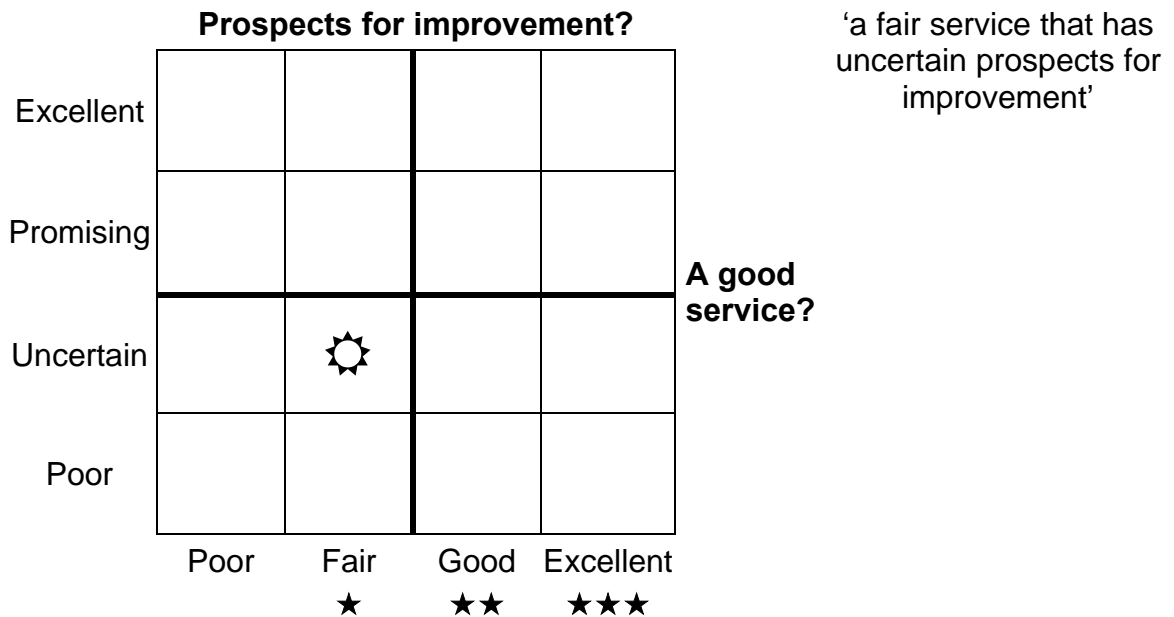 Prospects for improvement?
‘a fair service that has
uncertain prospects for
improvement’
Excellent
Promising
A good
service?
Uncertain
Poor
Poor Fair Good Excellent
★ ★★ ★★★